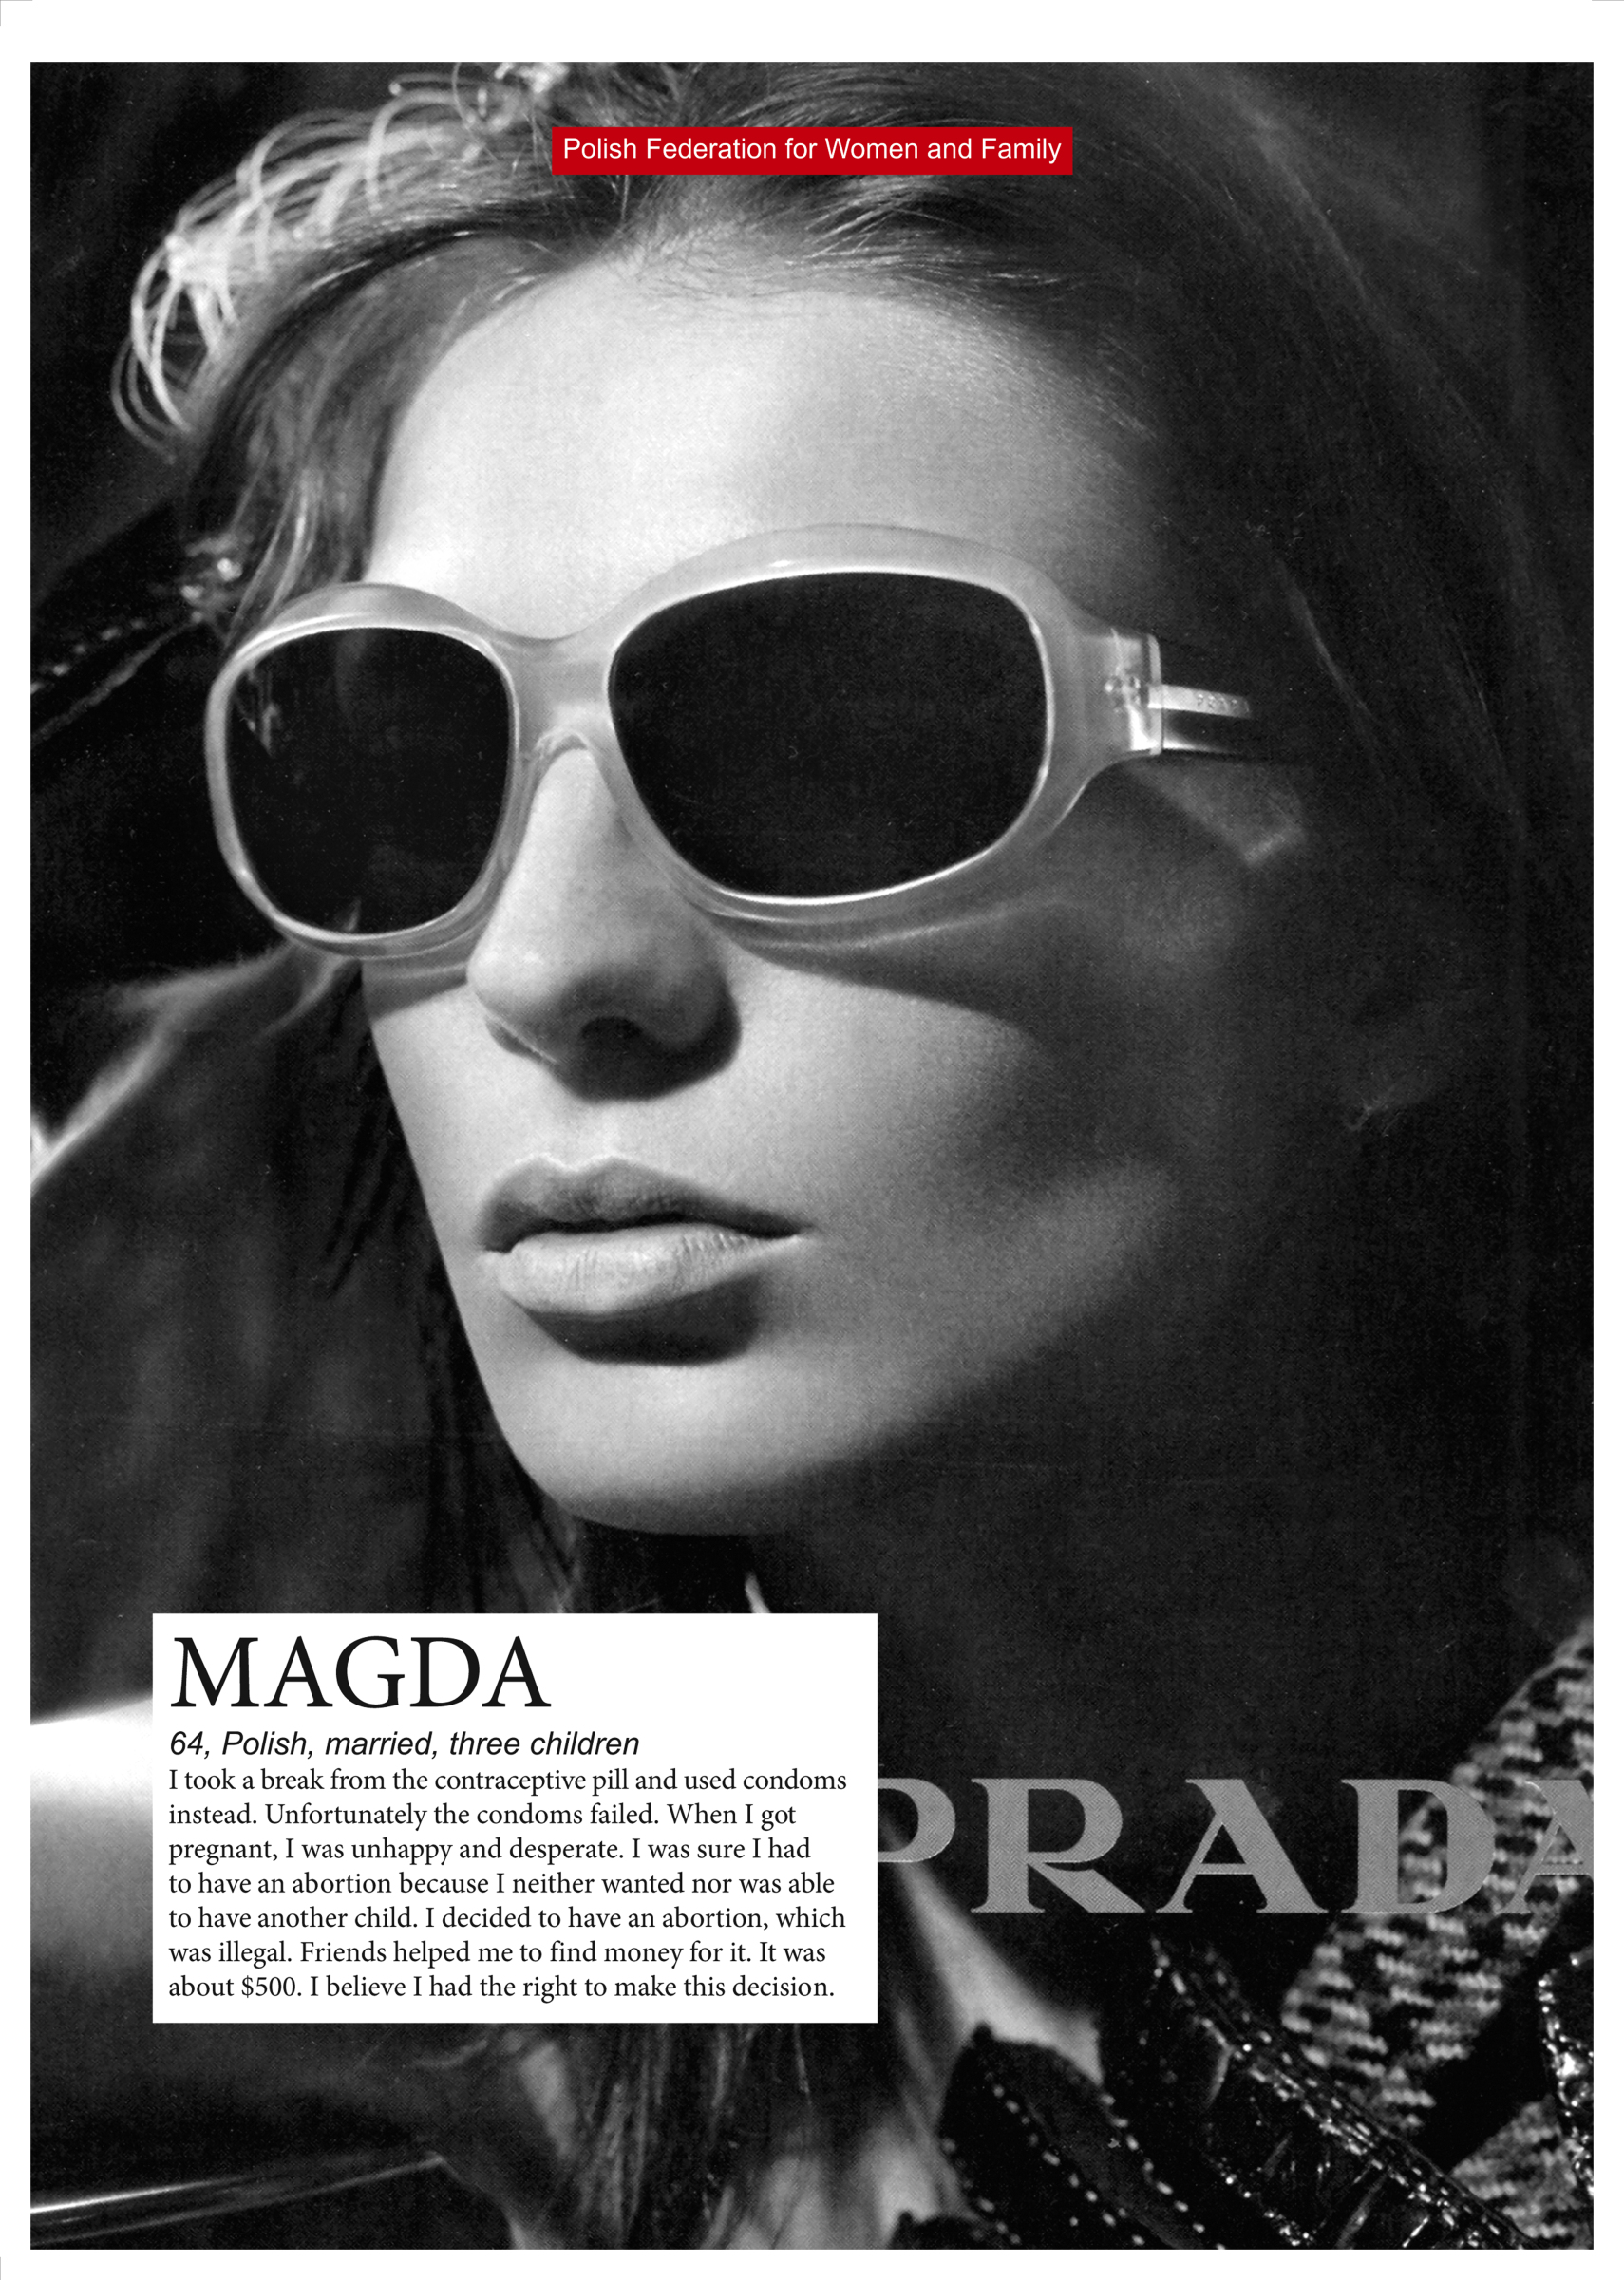 Polish Federation for Women and Family
MAGDA
64, Polish, married, three children
I took a break from the contraceptive pill and used condoms
instead. Unfortunately the condoms failed. When I got
pregnant, I was unhappy and desperate. I was sure I had
to have an abortion because I neither wanted nor was able
to have another child. I decided to have an abortion, which
was illegal. Friends helped me to find money for it. It was
about $500. I believe I had the right to make this decision.
PRADA